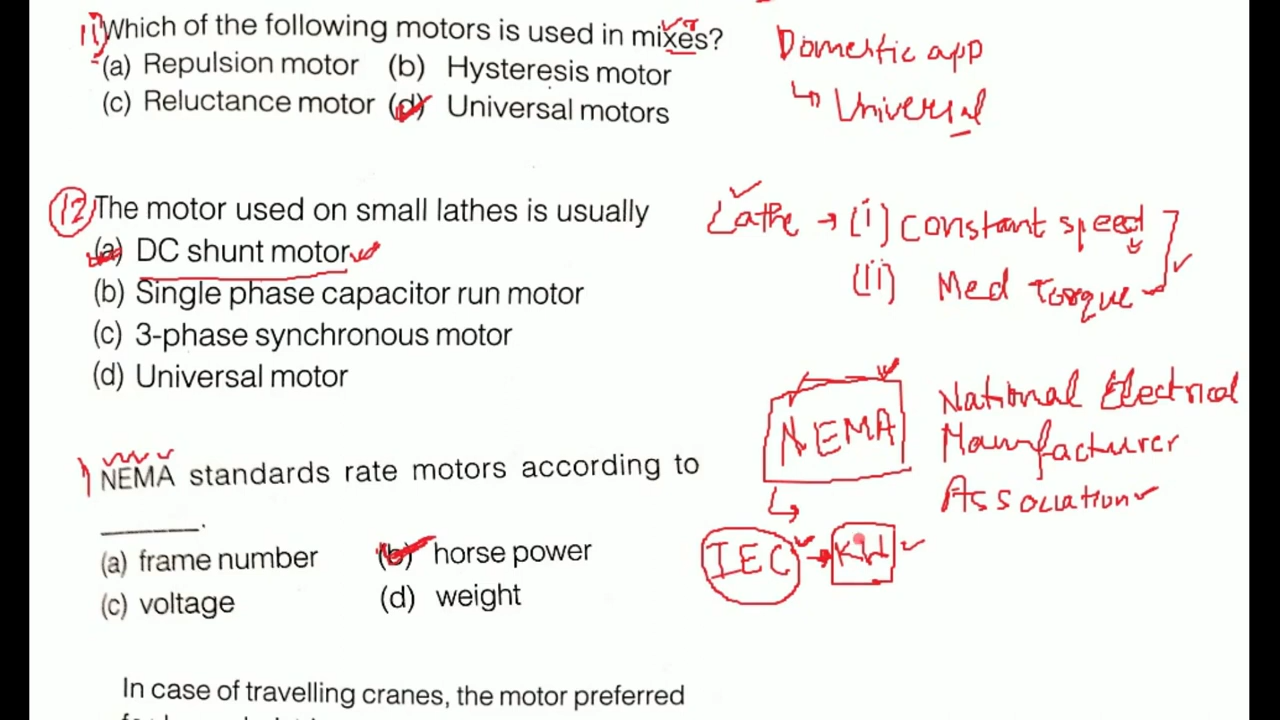 11) Which of the following motors is used in mixes?
(a) Repulsion motor (b) Hysteresis motor
(c) Reluctance motor (d) Universal motors
Domestic app
↳ Universal
12) The motor used on small lathes is usually
(a) DC shunt motor
(b) Single phase capacitor run motor
(c) 3-phase synchronous motor
(d) Universal motor
Lathe → (i) constant speed
(ii) Med Torque
) NEMA standards rate motors according to
______.
(a) frame number (b) horse power
(c) voltage (d) weight
NEMA
National Electrical
Manufacturer
Association
IEC → KW
In case of travelling cranes, the motor preferred